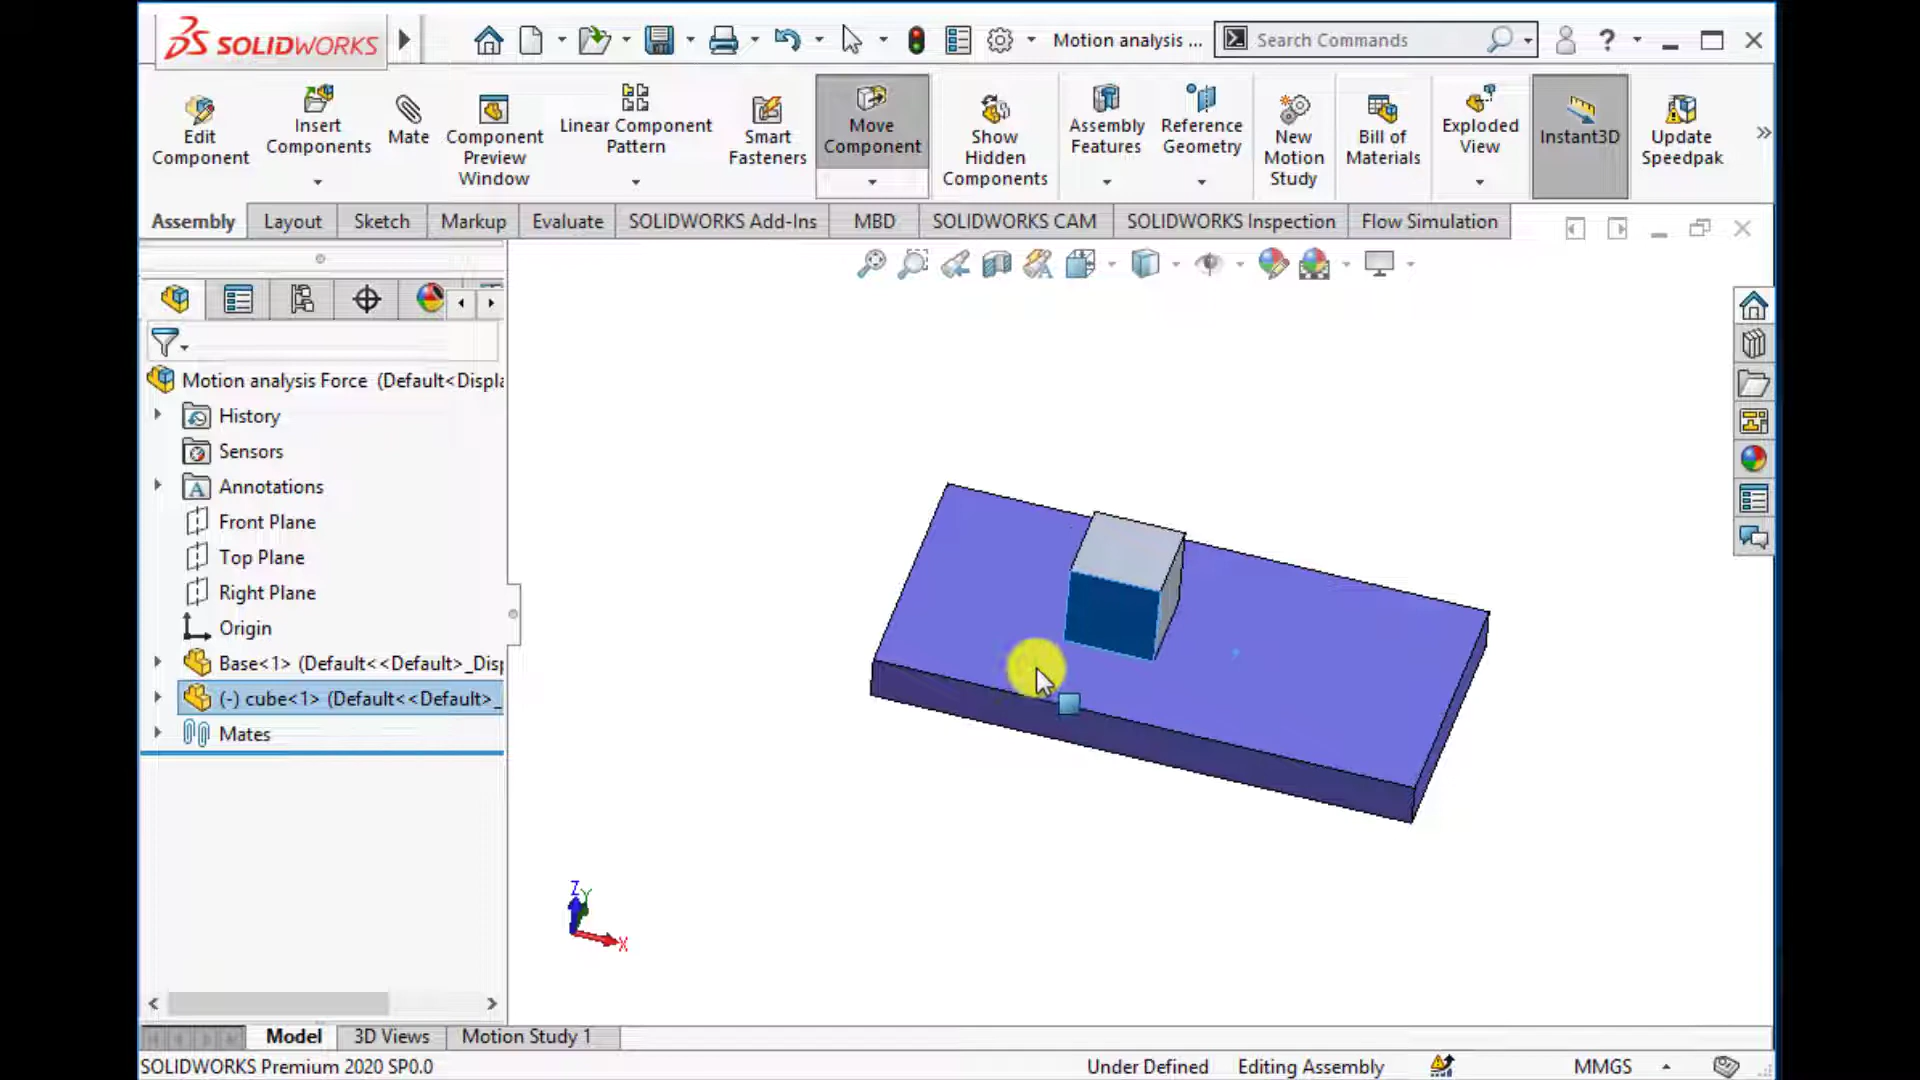 SOLIDWORKS
Motion analysis ...
Search Commands
?
Edit Component
Insert Components
Mate
Component Preview Window
Linear Component Pattern
Smart Fasteners
Move Component
Show Hidden Components
Assembly Features
Reference Geometry
New Motion Study
Bill of Materials
Exploded View
Instant3D
Update Speedpak
»
Assembly
Layout
Sketch
Markup
Evaluate
SOLIDWORKS Add-Ins
MBD
SOLIDWORKS CAM
SOLIDWORKS Inspection
Flow Simulation
Motion analysis Force (Default<Displa
History
Sensors
Annotations
Front Plane
Top Plane
Right Plane
Origin
Base<1> (Default<<Default>_Disp
(-) cube<1> (Default<<Default>_
Mates
Z
Y
X
Model
3D Views
Motion Study 1
SOLIDWORKS Premium 2020 SP0.0
Under Defined
Editing Assembly
MMGS